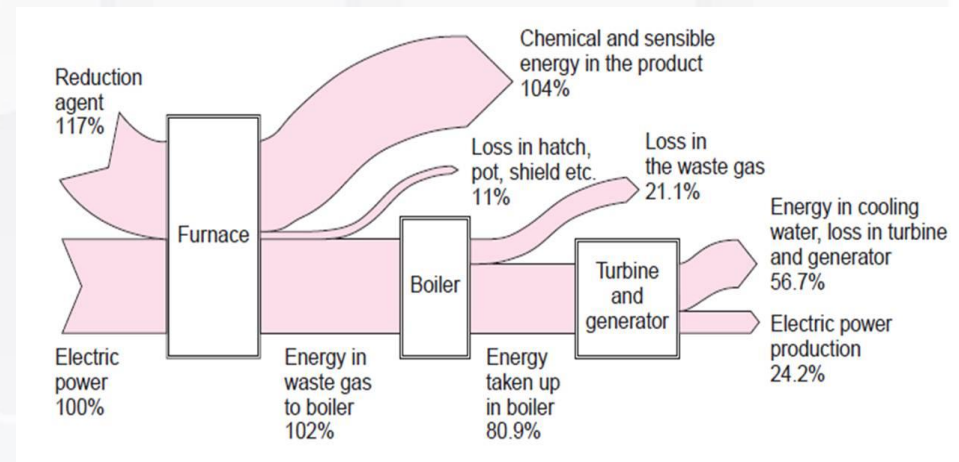 Chemical and sensible
energy in the product
104%
Reduction
agent
117%
Loss in hatch,
pot, shield etc.
11%
Loss in
the waste gas
21.1%
Energy in cooling
water, loss in turbine
and generator
56.7%
Furnace
Boiler
Turbine
and
generator
Electric power
production
24.2%
Electric
power
100%
Energy in
waste gas
to boiler
102%
Energy
taken up
in boiler
80.9%